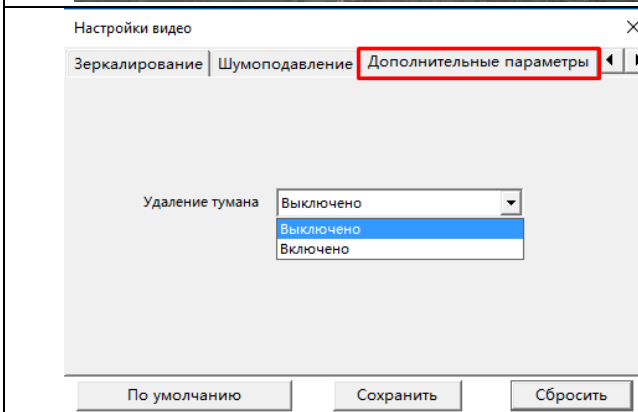 Настройки видео
Зеркалирование Шумоподавление Дополнительные параметры
Удаление тумана Выключено
Выключено
Включено
По умолчанию Сохранить Сбросить